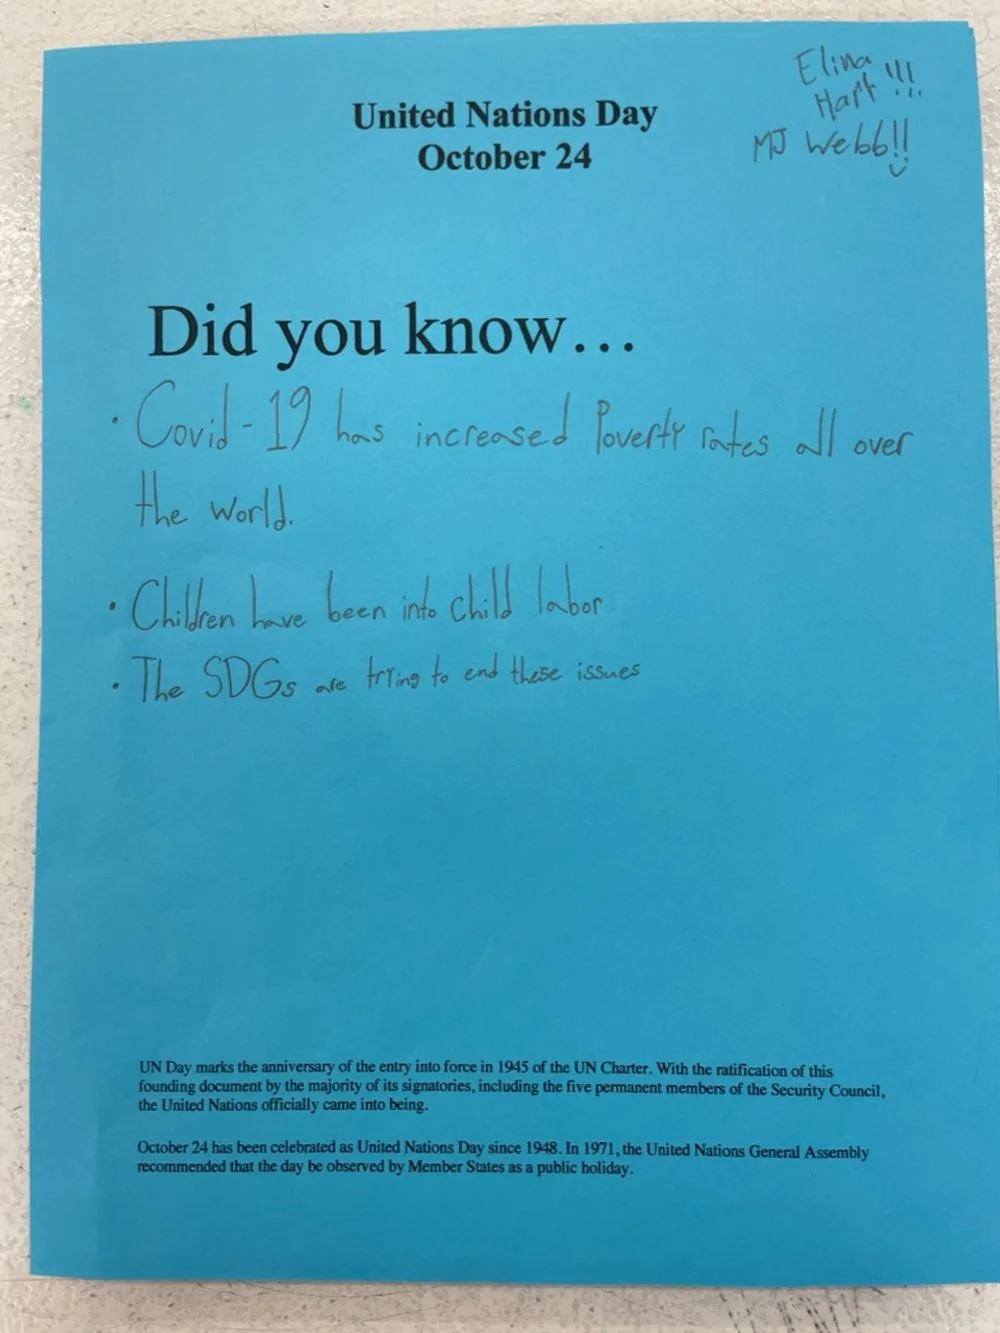 Elina
Hart !!!
MJ Webb!!
United Nations Day
October 24
Did you know...
• Covid-19 has increased Poverty rates all over
the world.
• Children have been into child labor
• The SDGs are trying to end these issues
UN Day marks the anniversary of the entry into force in 1945 of the UN Charter. With the ratification of this
founding document by the majority of its signatories, including the five permanent members of the Security Council,
the United Nations officially came into being.
October 24 has been celebrated as United Nations Day since 1948. In 1971, the United Nations General Assembly
recommended that the day be observed by Member States as a public holiday.